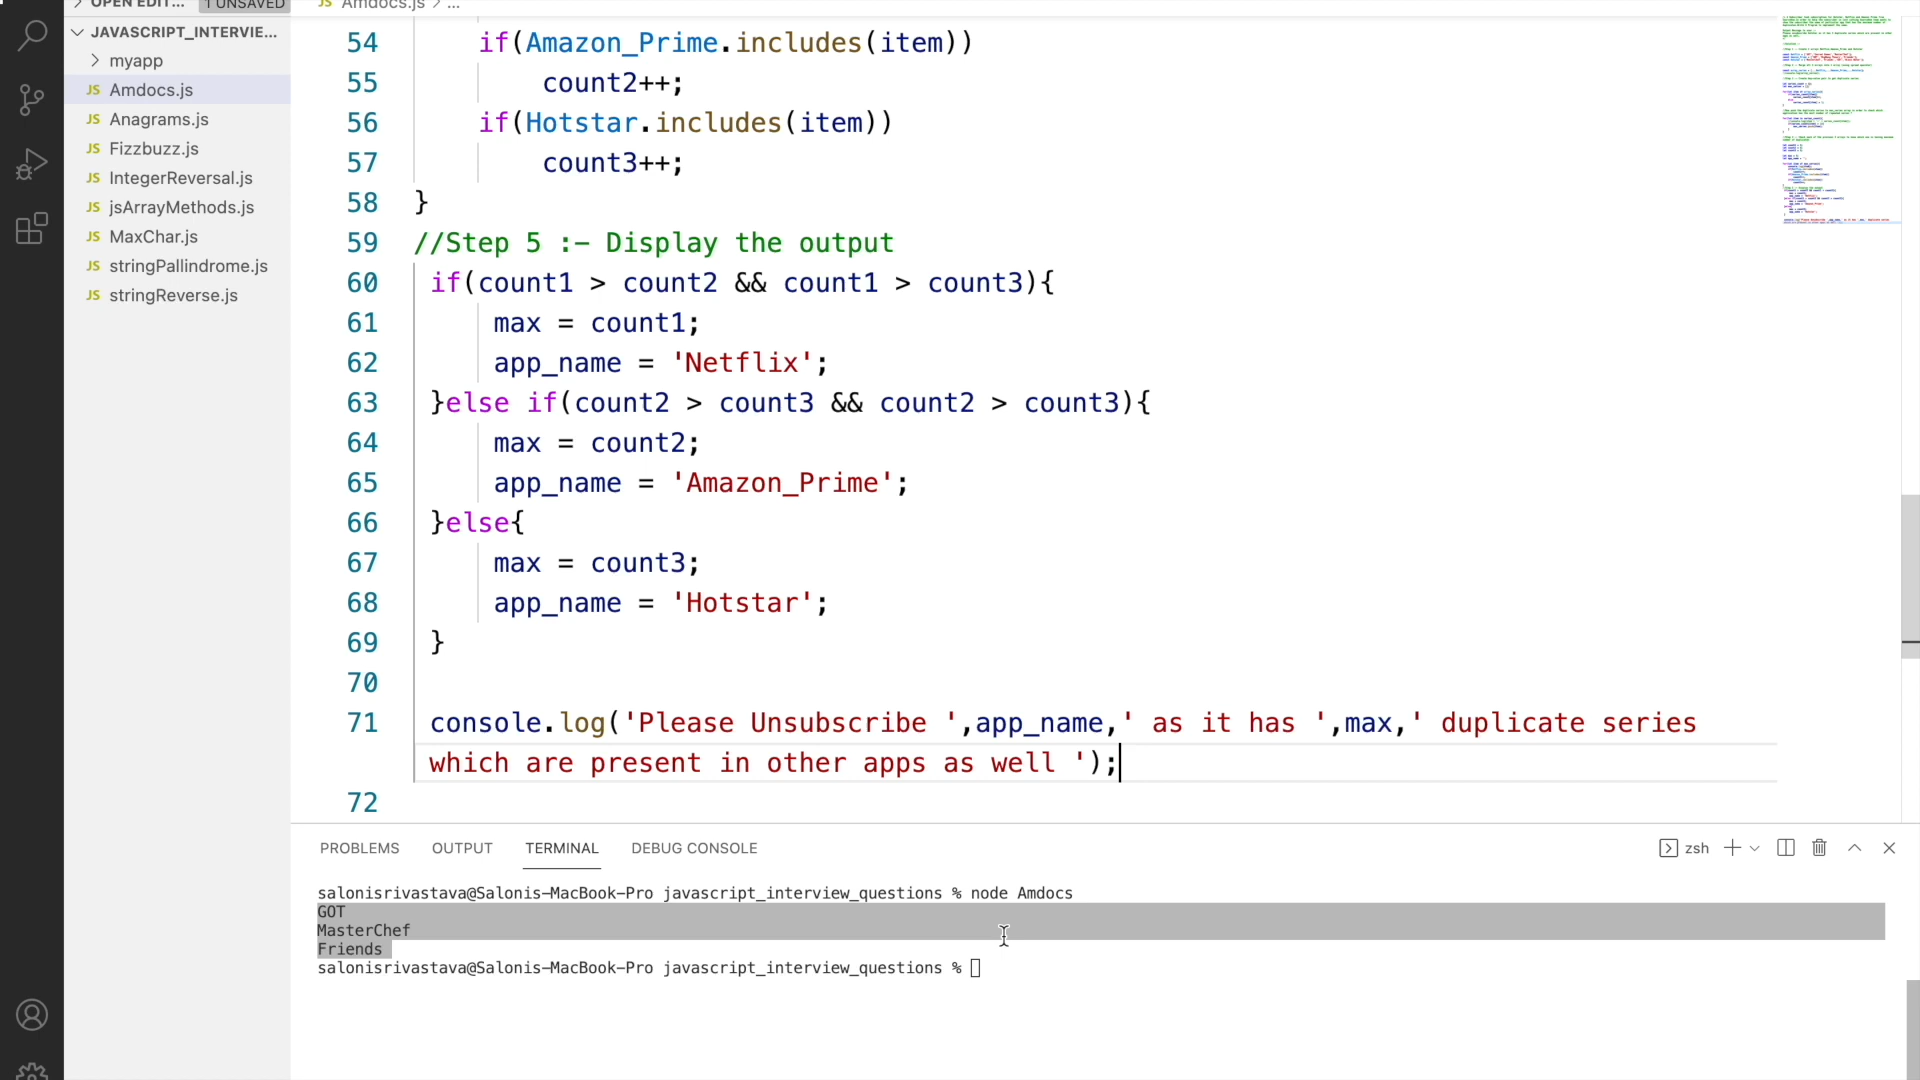 OPEN EDIT... 1 UNSAVED
JS Amdocs.js > ...
JAVASCRIPT_INTERVIE...
myapp
JS Amdocs.js
JS Anagrams.js
JS Fizzbuzz.js
JS IntegerReversal.js
JS jsArrayMethods.js
JS MaxChar.js
JS stringPallindrome.js
JS stringReverse.js
54 if(Amazon_Prime.includes(item))
55 count2++;
56 if(Hotstar.includes(item))
57 count3++;
58 }
59 //Step 5 :- Display the output
60 if(count1 > count2 && count1 > count3){
61 max = count1;
62 app_name = 'Netflix';
63 }else if(count2 > count3 && count2 > count3){
64 max = count2;
65 app_name = 'Amazon_Prime';
66 }else{
67 max = count3;
68 app_name = 'Hotstar';
69 }
70
71 console.log('Please Unsubscribe ',app_name,' as it has ',max,' duplicate series
which are present in other apps as well ');
72
PROBLEMS OUTPUT TERMINAL DEBUG CONSOLE zsh
salonisrivastava@Salonis-MacBook-Pro javascript_interview_questions % node Amdocs
GOT
MasterChef
Friends
salonisrivastava@Salonis-MacBook-Pro javascript_interview_questions %